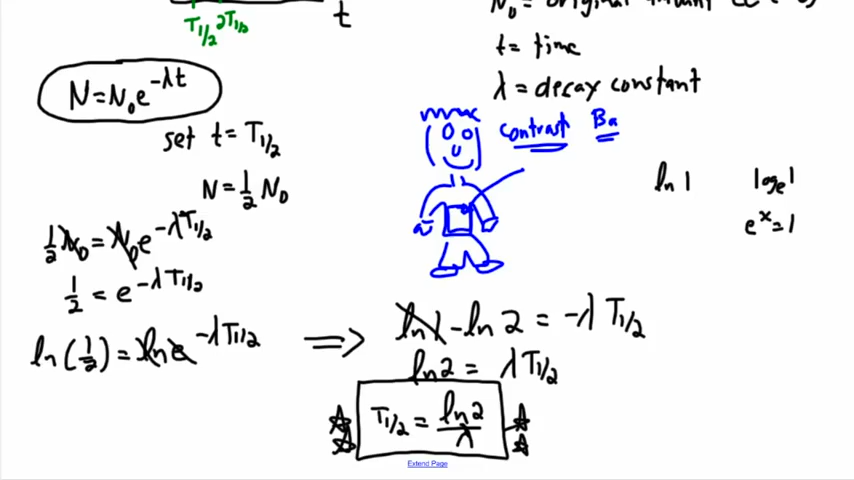 T1/2 2T1/2
t
N₀ = original
t = time
λ = decay constant
N = N₀e^-λt
set t = T1/2
N = 1/2 N₀
1/2 N₀ = N₀e^-λT1/2
1/2 = e^-λT1/2
ln(1/2) = ln e^-λT1/2
contrast Ba
ln 1
logₑ1
eˣ = 1
⇒ ln 1 - ln 2 = -λ T1/2
ln 2 = λ T1/2
T1/2 = ln 2/λ
Extend Page